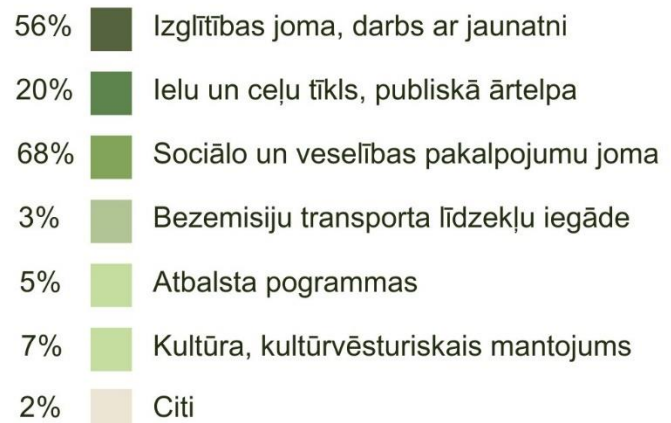 56% Izglītības joma, darbs ar jaunatni
20% Ielu un ceļu tīkls, publiskā ārtelpa
68% Sociālo un veselības pakalpojumu joma
3% Bezemisiju transporta līdzekļu iegāde
5% Atbalsta pogrammas
7% Kultūra, kultūrvēsturiskais mantojums
2% Citi